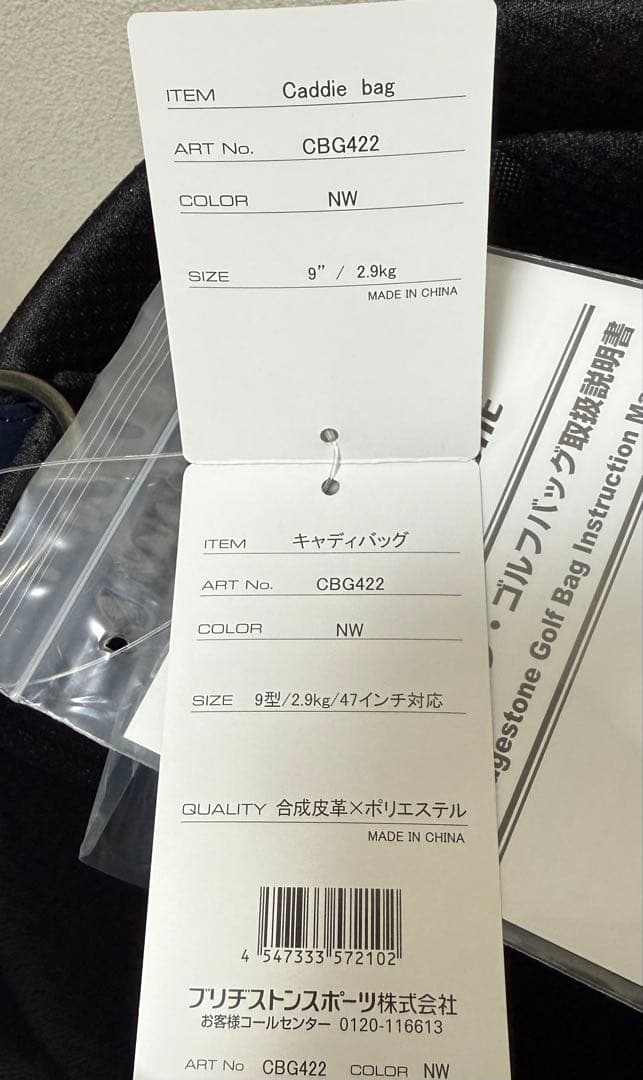 ITEM Caddie bag
ART No. CBG422
COLOR NW
SIZE 9” / 2.9kg
MADE IN CHINA
ITEM キャディバッグ
ART No. CBG422
COLOR NW
SIZE 9型/2.9kg/47インチ対応
QUALITY 合成皮革×ポリエステル
MADE IN CHINA
4 547333 572102
ブリヂストンスポーツ株式会社
お客様コールセンター 0120-116613
ART No CBG422 COLOR NW
・ゴルフバッグ取扱説明書
Golf Bag Instruction